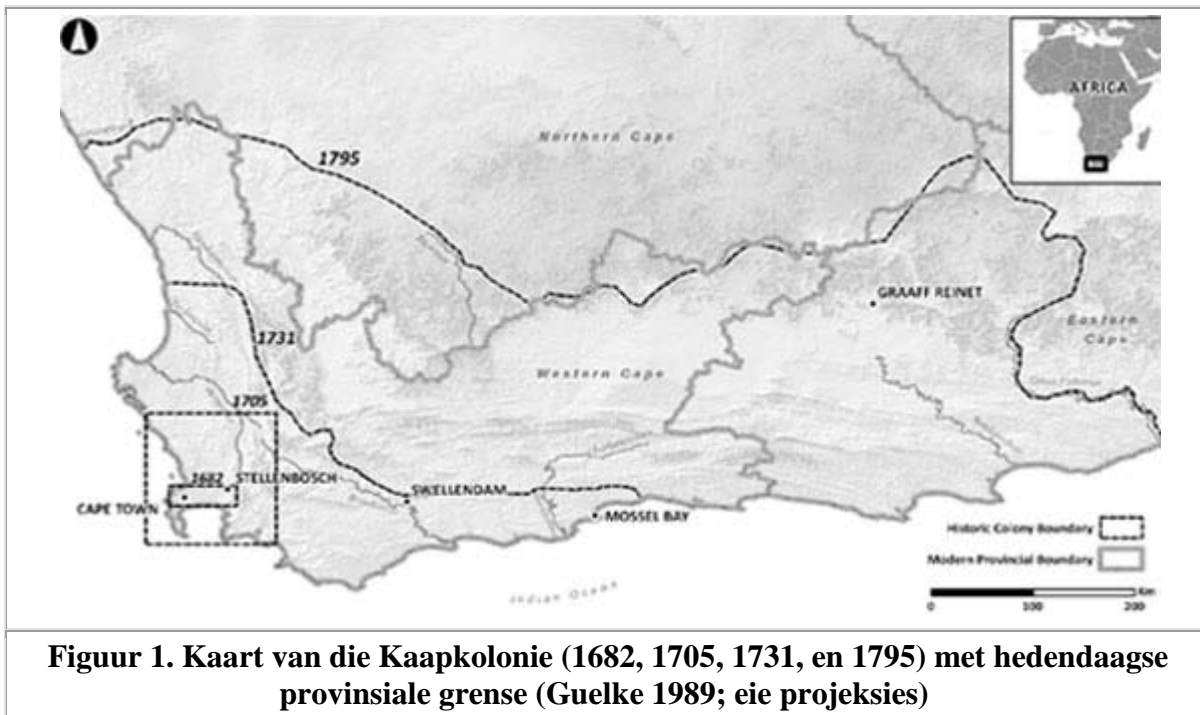 AFRICA
Northern Cape
1795
GRAAFF REINET
Eastern
Cape
1731
Western Cape
1705
1682
STELLENBOSCH
CAPE TOWN
SWELLENDAM
MOSSEL BAY
Historic Colony Boundary
Modern Provincial Boundary
Km
0 100 200
Indian Ocean
Figuur 1. Kaart van die Kaapkolonie (1682, 1705, 1731, en 1795) met hedendaagse
provinsiale grense (Guelke 1989; eie projeksies)